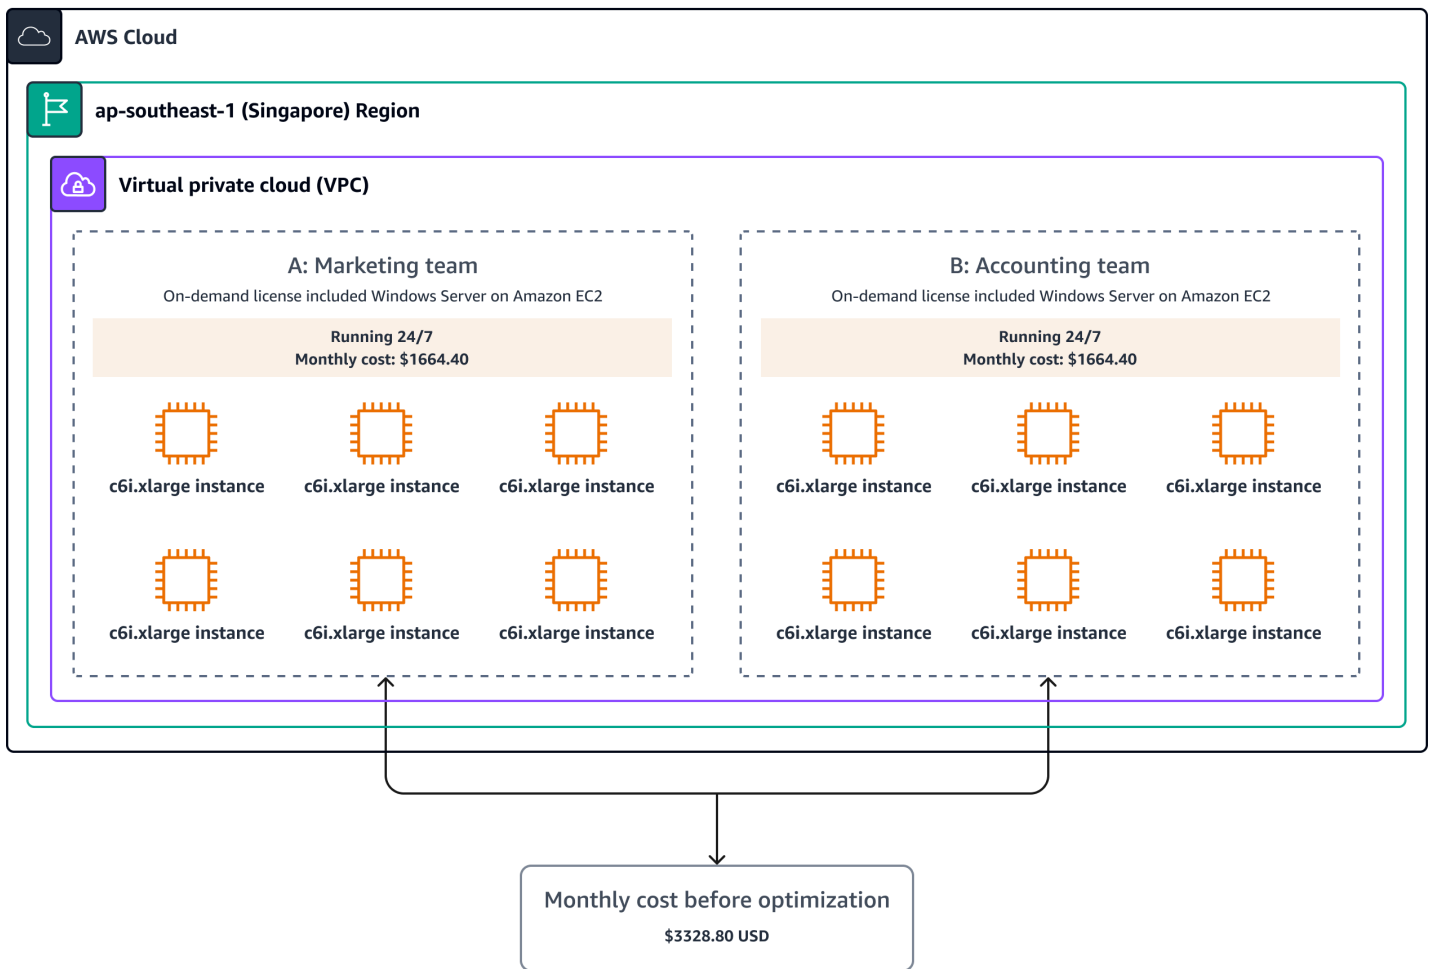 AWS Cloud
ap-southeast-1 (Singapore) Region
Virtual private cloud (VPC)
A: Marketing team
On-demand license included Windows Server on Amazon EC2
Running 24/7
Monthly cost: $1664.40
c6i.xlarge instance
c6i.xlarge instance
c6i.xlarge instance
c6i.xlarge instance
c6i.xlarge instance
c6i.xlarge instance
B: Accounting team
On-demand license included Windows Server on Amazon EC2
Running 24/7
Monthly cost: $1664.40
c6i.xlarge instance
c6i.xlarge instance
c6i.xlarge instance
c6i.xlarge instance
c6i.xlarge instance
c6i.xlarge instance
Monthly cost before optimization
$3328.80 USD